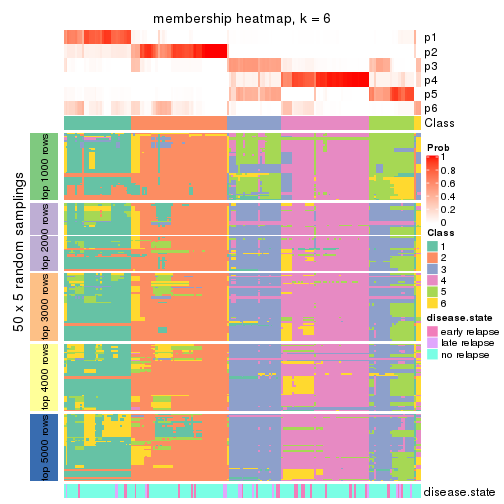 membership heatmap, k = 6
p1
p2
p3
p4
p5
p6
Class
50 x 5 random samplings
top 1000 rows
top 2000 rows
top 3000 rows
top 4000 rows
top 5000 rows
disease.state
Prob
1
0.8
0.6
0.4
0.2
0
Class
1
2
3
4
5
6
disease.state
early relapse
late relapse
no relapse